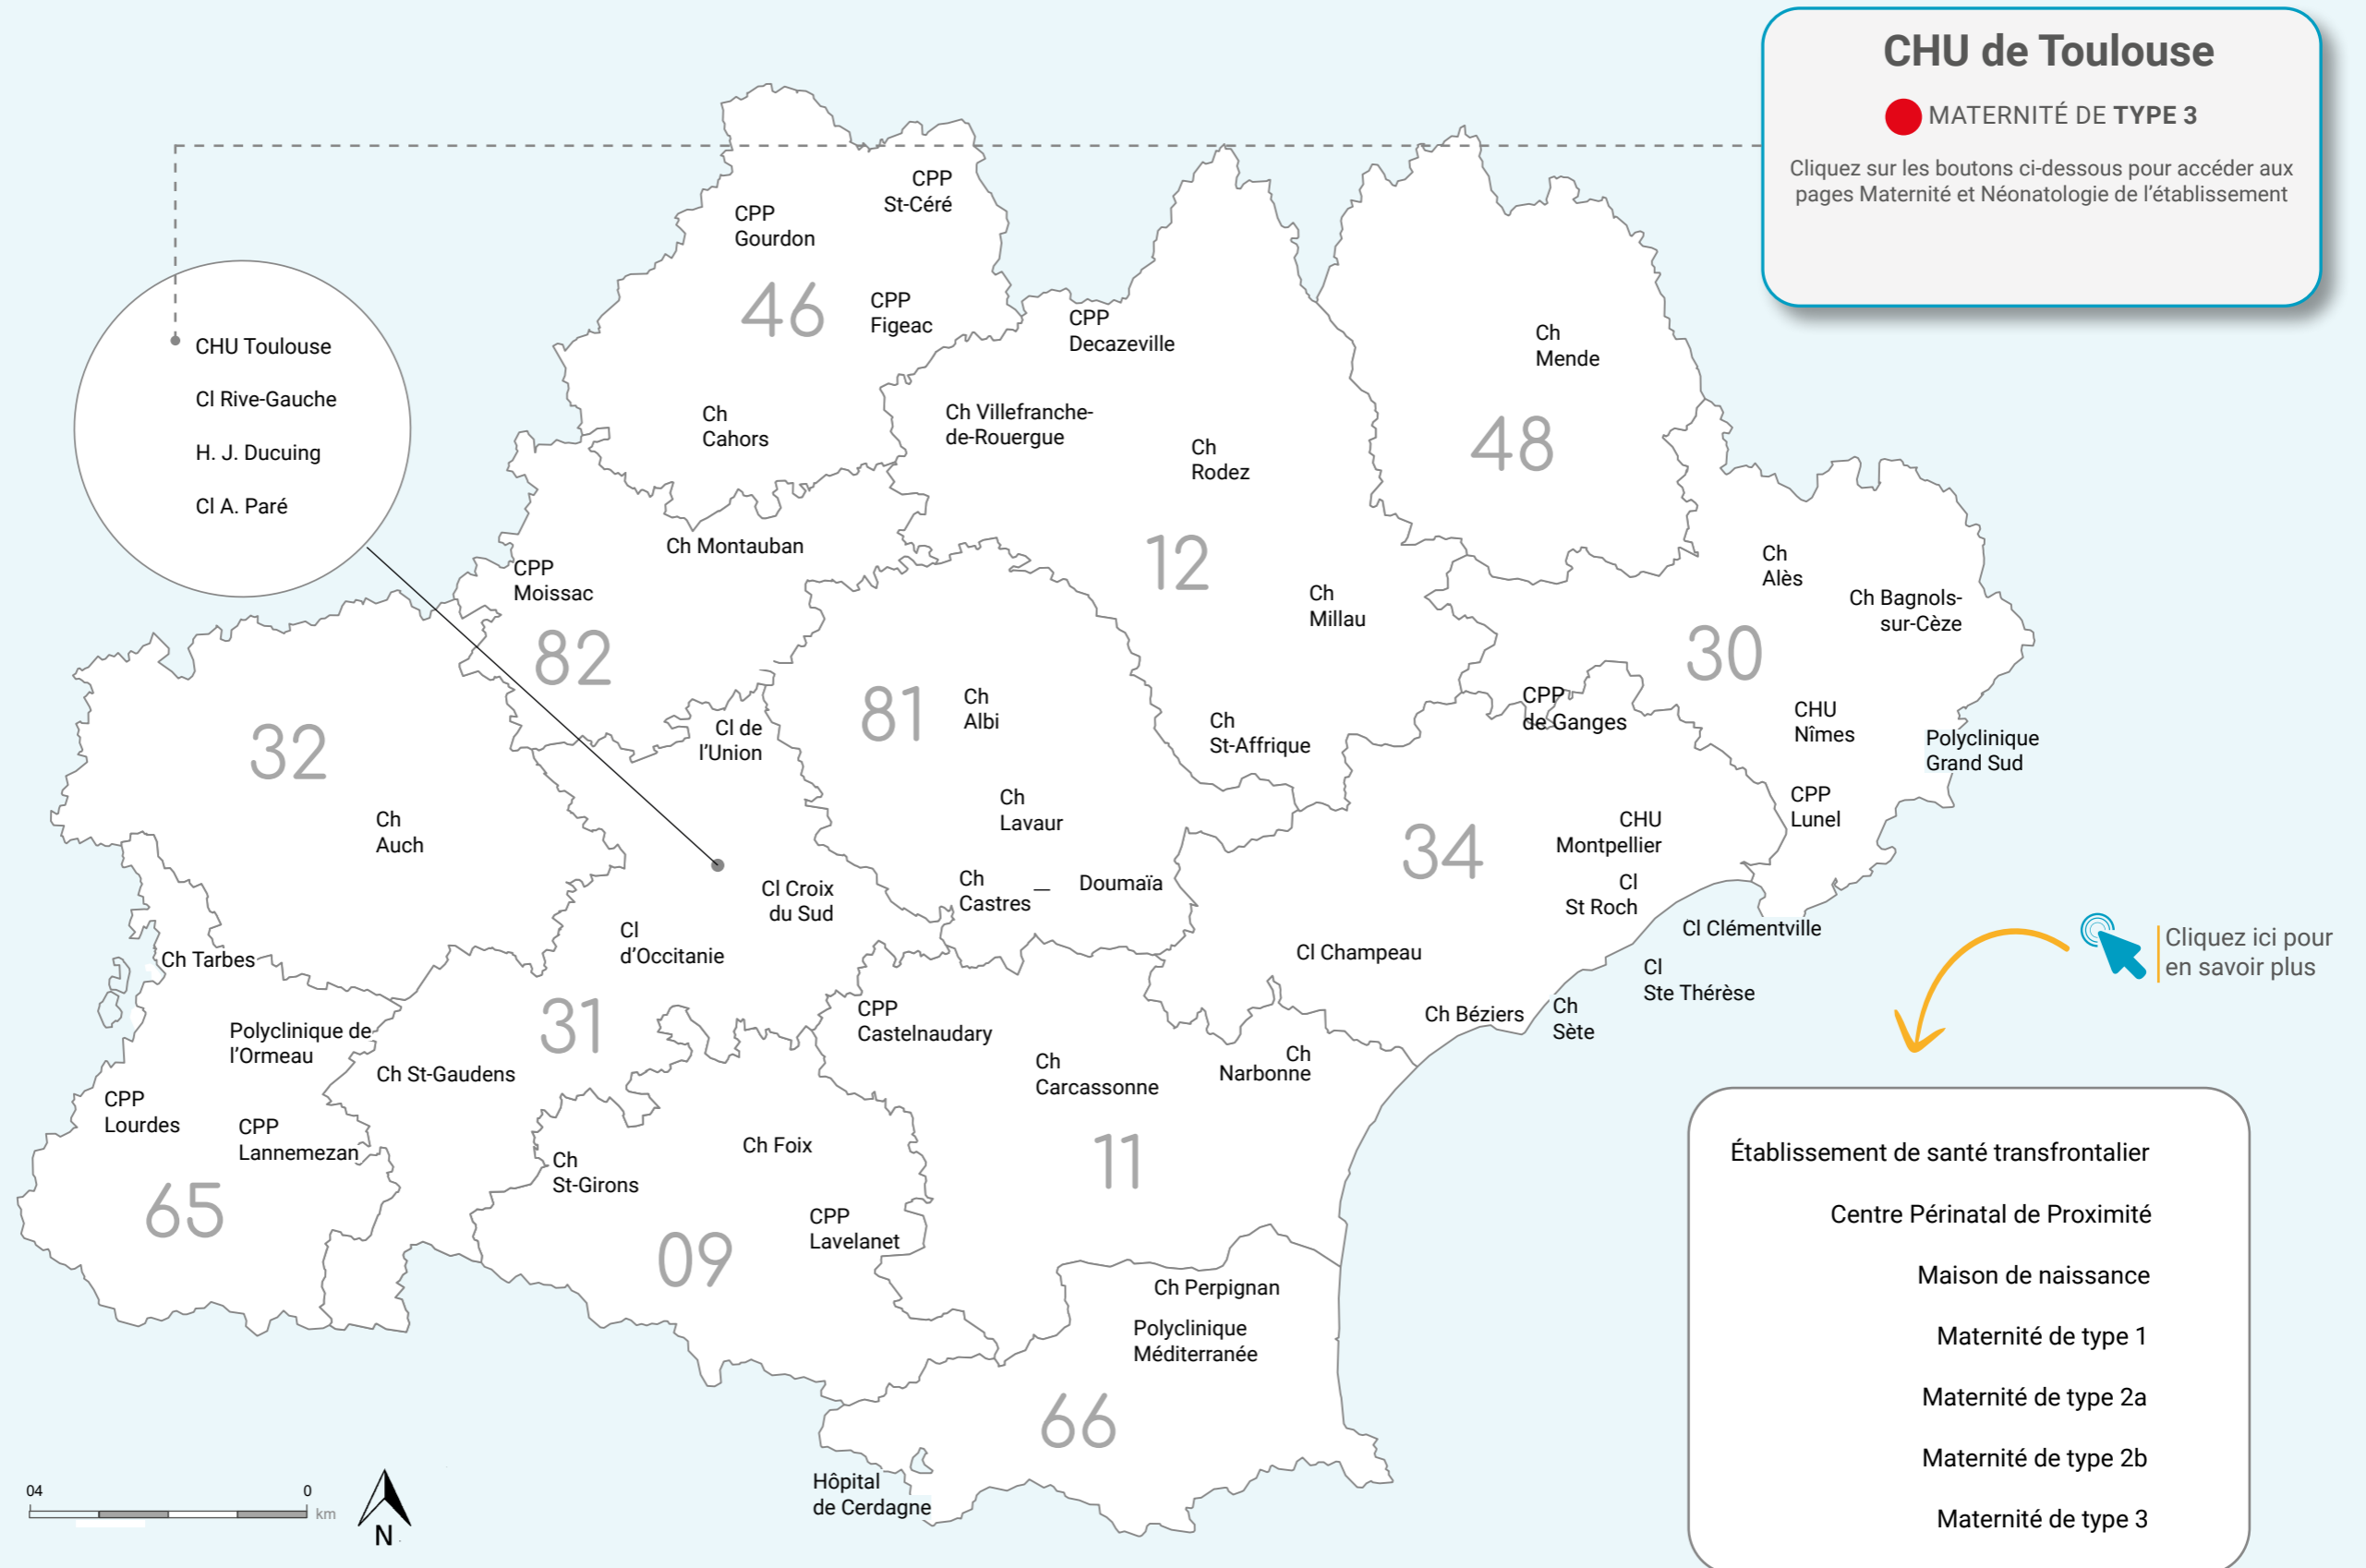 CHU de Toulouse
MATERNITÉ DE TYPE 3
Cliquez sur les boutons ci-dessous pour accéder aux
pages Maternité et Néonatologie de l'établissement
CHU Toulouse
Cl Rive-Gauche
H. J. Ducuing
Cl A. Paré
CPP
St-Céré
CPP
Gourdon
46
CPP
Figeac
Ch
Cahors
CPP
Decazeville
Ch Villefranche-
de-Rouergue
Ch
Rodez
12
Ch
Millau
Ch
St-Affrique
Ch
Mende
48
Ch
Alès
Ch Bagnols-
sur-Cèze
30
CHU
Nîmes
Polyclinique
Grand Sud
CPP
Lunel
Ch Montauban
CPP
Moissac
82
32
Ch
Auch
81
Ch
Albi
Ch
Lavaur
Ch
Castres
—
Doumaïa
Cl de
l'Union
Cl Croix
du Sud
Cl
d'Occitanie
31
Ch St-Gaudens
CPP
de Ganges
34
CHU
Montpellier
Cl
St Roch
Cl Clémentville
Cl Champeau
Cl
Ste Thérèse
Ch Béziers
Ch
Sète
Ch Tarbes
Polyclinique de
l'Ormeau
CPP
Lourdes
CPP
Lannemezan
65
Ch
St-Girons
Ch Foix
CPP
Lavelanet
09
CPP
Castelnaudary
Ch
Carcassonne
Ch
Narbonne
11
Ch Perpignan
Polyclinique
Méditerranée
66
Hôpital
de Cerdagne
Cliquez ici pour
en savoir plus
Établissement de santé transfrontalier
Centre Périnatal de Proximité
Maison de naissance
Maternité de type 1
Maternité de type 2a
Maternité de type 2b
Maternité de type 3
04
0
km
N